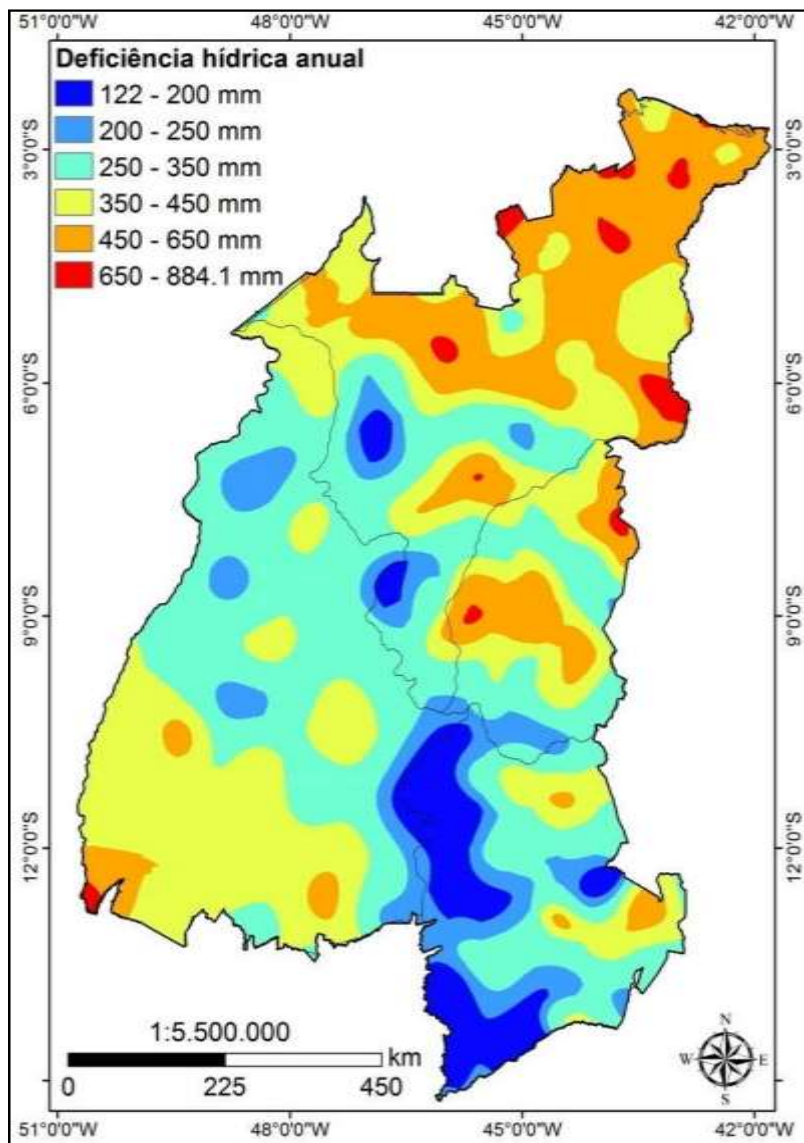 51°0'0"W 48°0'0"W 45°0'0"W 42°0'0"W
Deficiência hídrica anual
122 - 200 mm
200 - 250 mm
250 - 350 mm
350 - 450 mm
450 - 650 mm
650 - 884.1 mm
3°0'0"S 3°0'0"S
6°0'0"S 6°0'0"S
9°0'0"S 9°0'0"S
12°0'0"S 12°0'0"S
1:5.500.000
km
0 225 450
N
W E
S
51°0'0"W 48°0'0"W 45°0'0"W 42°0'0"W